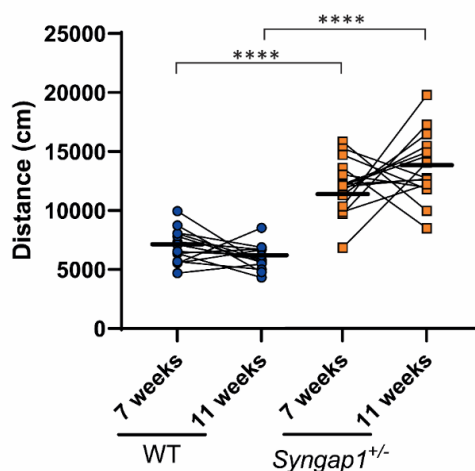 ****
****
25000
20000
15000
10000
5000
0
Distance (cm)
7 weeks
11 weeks
7 weeks
11 weeks
WT
Syngap1+/-